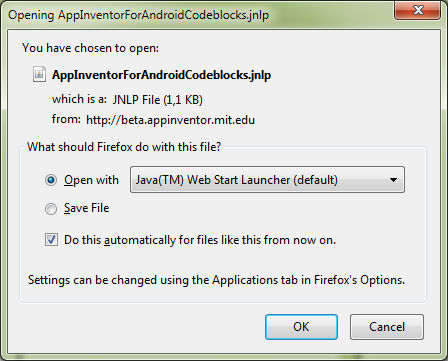 Opening AppInventorForAndroidCodeblocks.jnlp
You have chosen to open:
AppInventorForAndroidCodeblocks.jnlp
which is a: JNLP File (1,1 KB)
from: http://beta.appinventor.mit.edu
What should Firefox do with this file?
Open with Java(TM) Web Start Launcher (default)
Save File
Do this automatically for files like this from now on.
Settings can be changed using the Applications tab in Firefox's Options.
OK Cancel